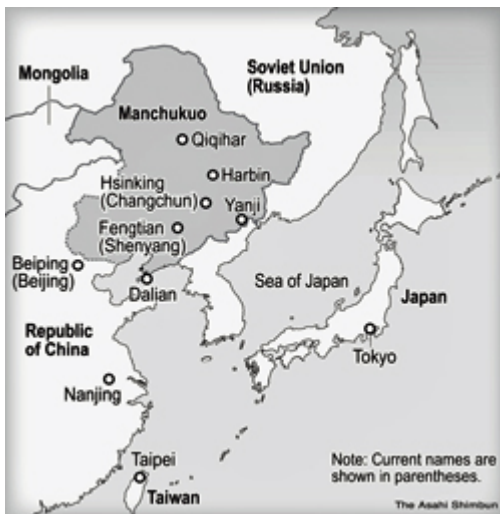 Mongolia
Soviet Union
(Russia)
Manchukuo
Qiqihar
Harbin
Hsinking
(Changchun)
Yanji
Fengtian
(Shenyang)
Beiping
(Beijing)
Dalian
Sea of Japan
Japan
Republic
of China
Tokyo
Nanjing
Taipei
Taiwan
Note: Current names are
shown in parentheses.
The Asahi Shimbun